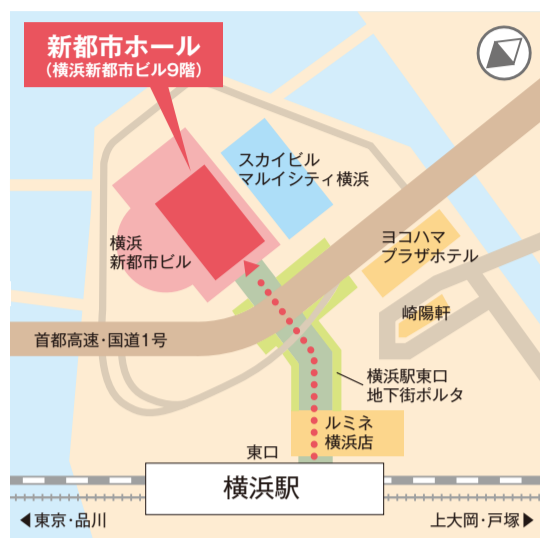 新都市ホール
（横浜新都市ビル9階）
スカイビル
マルイシティ横浜
横浜
新都市ビル
ヨコハマ
プラザホテル
崎陽軒
首都高速・国道1号
横浜駅東口
地下街ポルタ
ルミネ
横浜店
東口
横浜駅
◀東京・品川
上大岡・戸塚▶